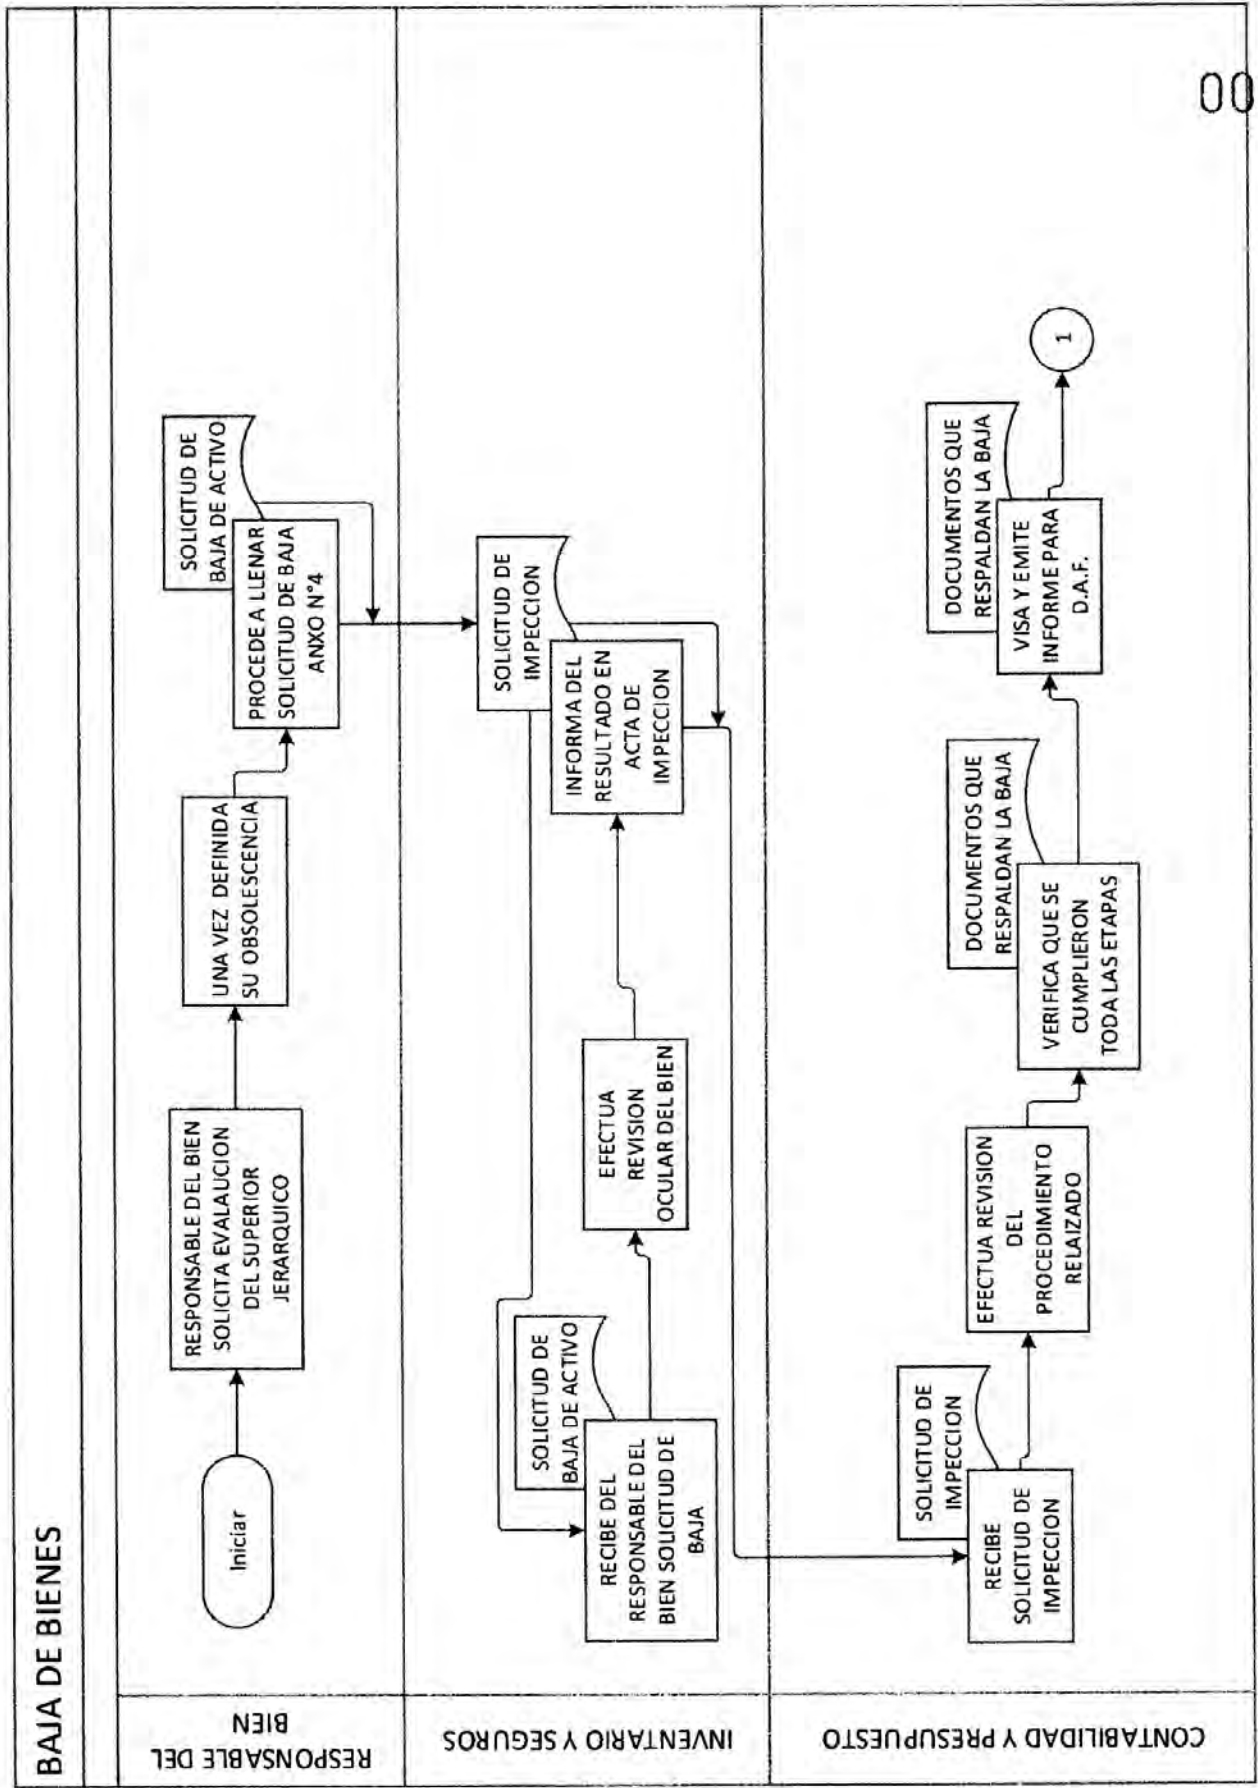 BAJA DE BIENES
RESPONSABLE DEL
BIEN
Iniciar
RESPONSABLE DEL BIEN
SOLICITA EVALAUCION
DEL SUPERIOR
JERARQUICO
UNA VEZ DEFINIDA
SU OBSOLESCENCIA
SOLICITUD DE
BAJA DE ACTIVO
PROCEDE A LLENAR
SOLICITUD DE BAJA
ANXO N°4
INVENTARIO Y SEGUROS
SOLICITUD DE
BAJA DE ACTIVO
RECIBE DEL
RESPONSABLE DEL
BIEN SOLICITUD DE
BAJA
EFECTUA
REVISION
OCULAR DEL BIEN
SOLICITUD DE
IMPECCION
INFORMA DEL
RESULTADO EN
ACTA DE
IMPECCION
CONTABILIDAD Y PRESUPUESTO
SOLICITUD DE
IMPECCION
RECIBE
SOLICITUD DE
IMPECCION
EFECTUA REVISION
DEL
PROCEDIMIENTO
RELAIZADO
DOCUMENTOS QUE
RESPALDAN LA BAJA
VERIFICA QUE SE
CUMPLIERON
TODA LAS ETAPAS
DOCUMENTOS QUE
RESPALDAN LA BAJA
VISA Y EMITE
INFORME PARA
D.A.F.
1
00